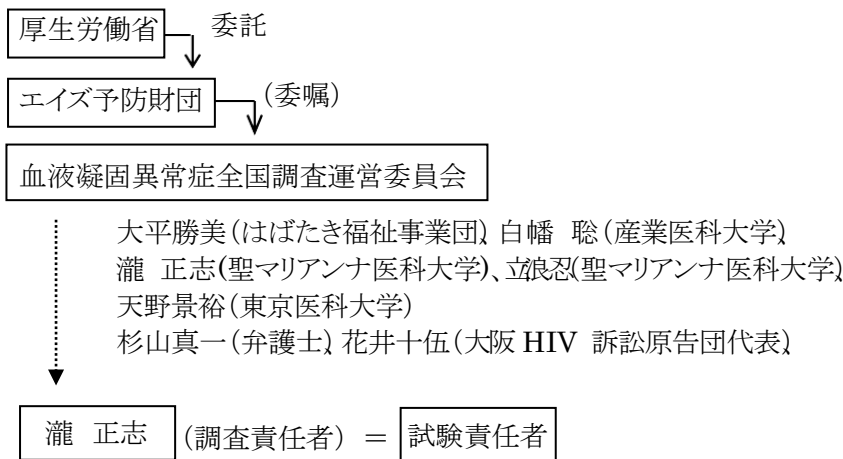 厚生労働省 委託
エイズ予防財団 (委嘱)
血液凝固異常症全国調査運営委員会
大平勝美(はばたき福祉事業団)、白幡 聡(産業医科大学)、
瀧 正志(聖マリアンナ医科大学)、立浪忍(聖マリアンナ医科大学)、
天野景裕(東京医科大学)
杉山真一(弁護士)、花井十伍(大阪 HIV 訴訟原告団代表)、
瀧 正志 (調査責任者) = 試験責任者